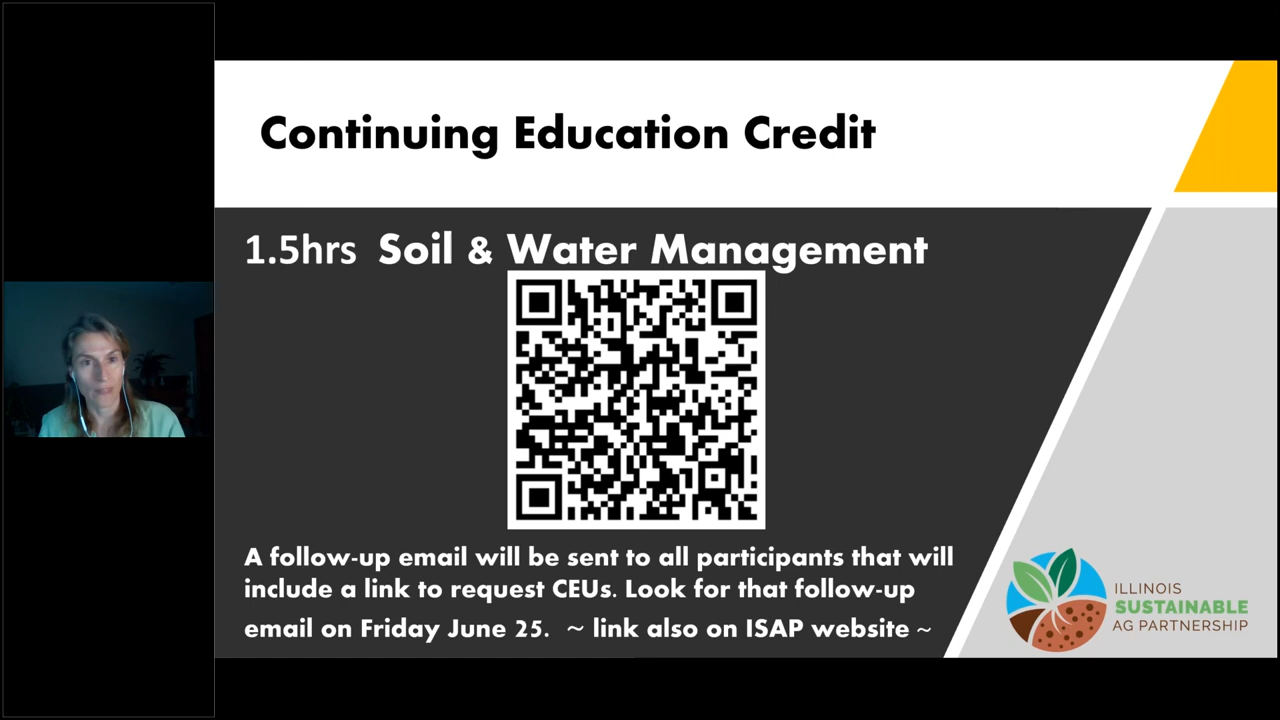 Continuing Education Credit
1.5hrs Soil & Water Management
A follow-up email will be sent to all participants that will
include a link to request CEUs. Look for that follow-up
email on Friday June 25. ~ link also on ISAP website ~
ILLINOIS
SUSTAINABLE
AG PARTNERSHIP